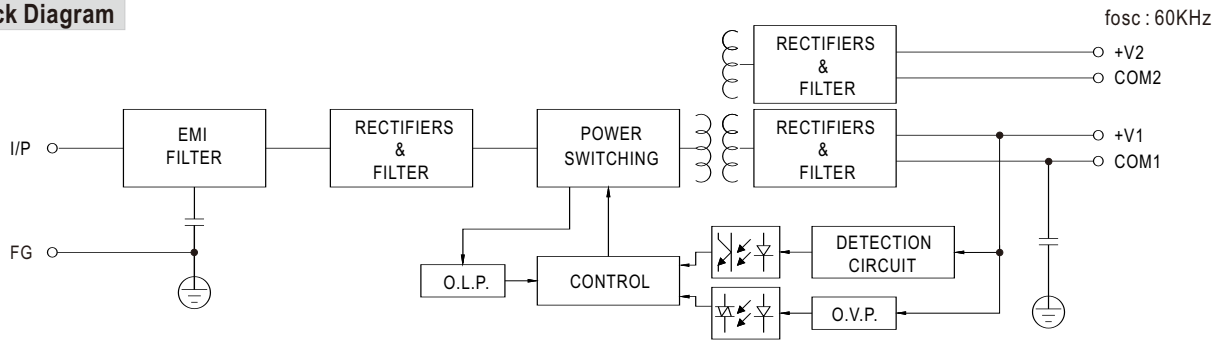 ck Diagram
fosc : 60KHz
RECTIFIERS
&
FILTER
+V2
COM2
I/P
EMI
FILTER
RECTIFIERS
&
FILTER
POWER
SWITCHING
RECTIFIERS
&
FILTER
+V1
COM1
FG
O.L.P.
CONTROL
DETECTION
CIRCUIT
O.V.P.